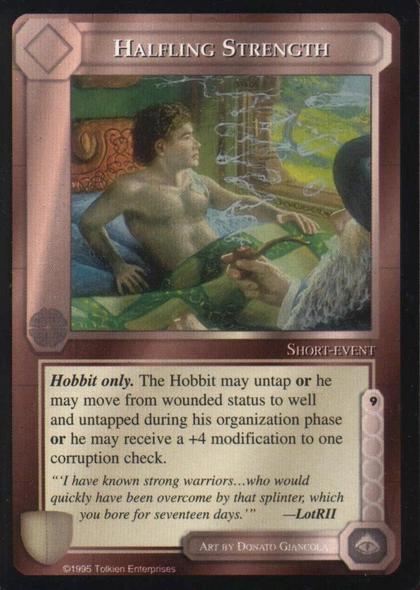 HALFLING STRENGTH
SHORT-EVENT
Hobbit only. The Hobbit may untap or he
may move from wounded status to well
and untapped during his organization phase
or he may receive a +4 modification to one
corruption check.
9
"‘I have known strong warriors...who would
quickly have been overcome by that splinter, which
you bore for seventeen days.’" —LotRII
ART BY DONATO GIANCOLA
©1995 Tolkien Enterprises